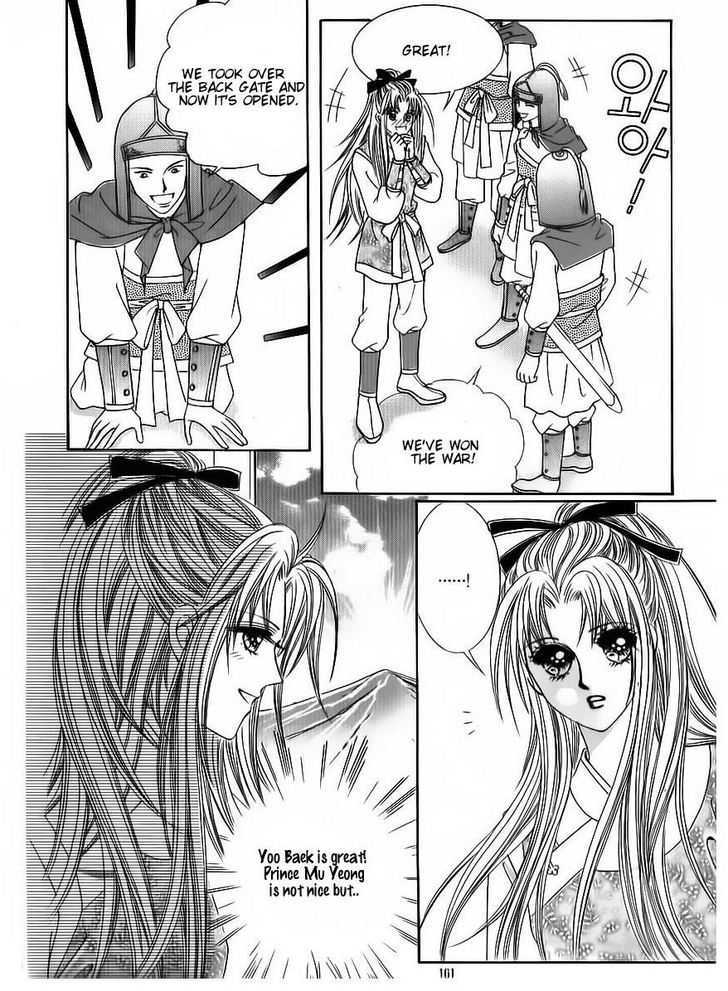 WE TOOK OVER
THE BACK GATE AND
NOW IT'S OPENED.
GREAT!
와
아!
WE'VE WON
THE WAR!
......!
Yoo Baek is great!
Prince Mu Yeong
is not nice but..
161